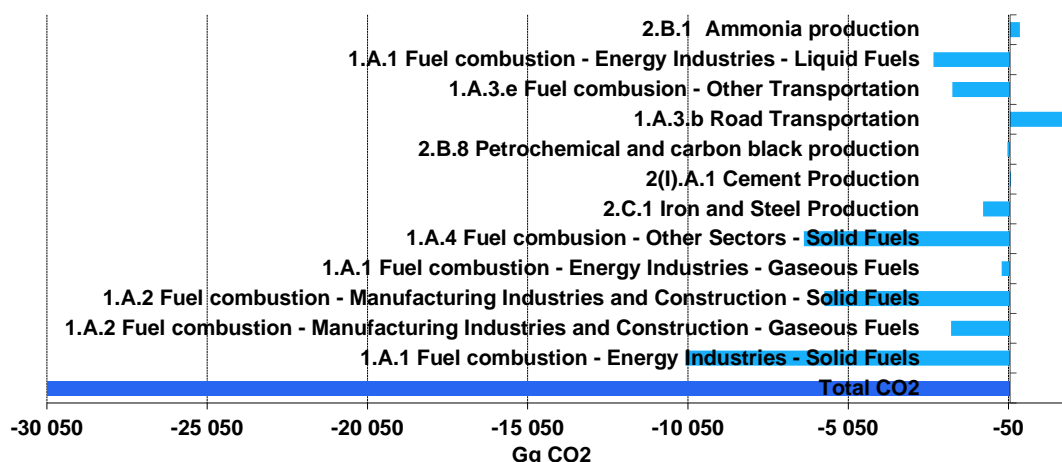 2.B.1  Ammonia production
1.A.1 Fuel combustion - Energy Industries - Liquid Fuels
1.A.3.e Fuel combusion - Other Transportation
1.A.3.b Road Transportation
2.B.8 Petrochemical and carbon black production
2(I).A.1 Cement Production
2.C.1 Iron and Steel Production
1.A.4 Fuel combusion - Other Sectors - Solid Fuels
1.A.1 Fuel combustion - Energy Industries - Gaseous Fuels
1.A.2 Fuel combustion - Manufacturing Industries and Construction - Solid Fuels
1.A.2 Fuel combustion - Manufacturing Industries and Construction - Gaseous Fuels
1.A.1 Fuel combustion - Energy Industries - Solid Fuels
Total CO2
-30 050 -25 050 -20 050 -15 050 -10 050 -5 050 -50
Gg CO2